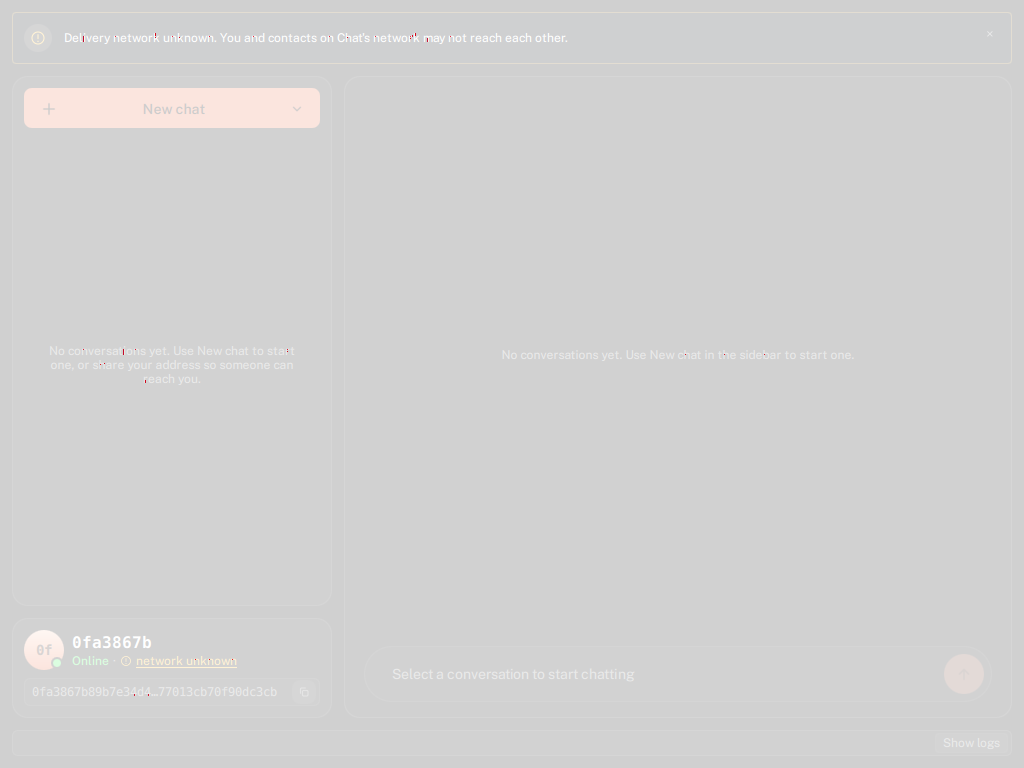 Delivery network unknown. You and contacts on Chat's network may not reach each other.
×
New chat
No conversations yet. Use New chat to start
one, or share your address so someone can
reach you.
No conversations yet. Use New chat in the sidebar to start one.
0f
0fa3867b
Online · network unknown
0fa3867b89b7e34d4…77013cb70f90dc3cb
Select a conversation to start chatting
Show logs